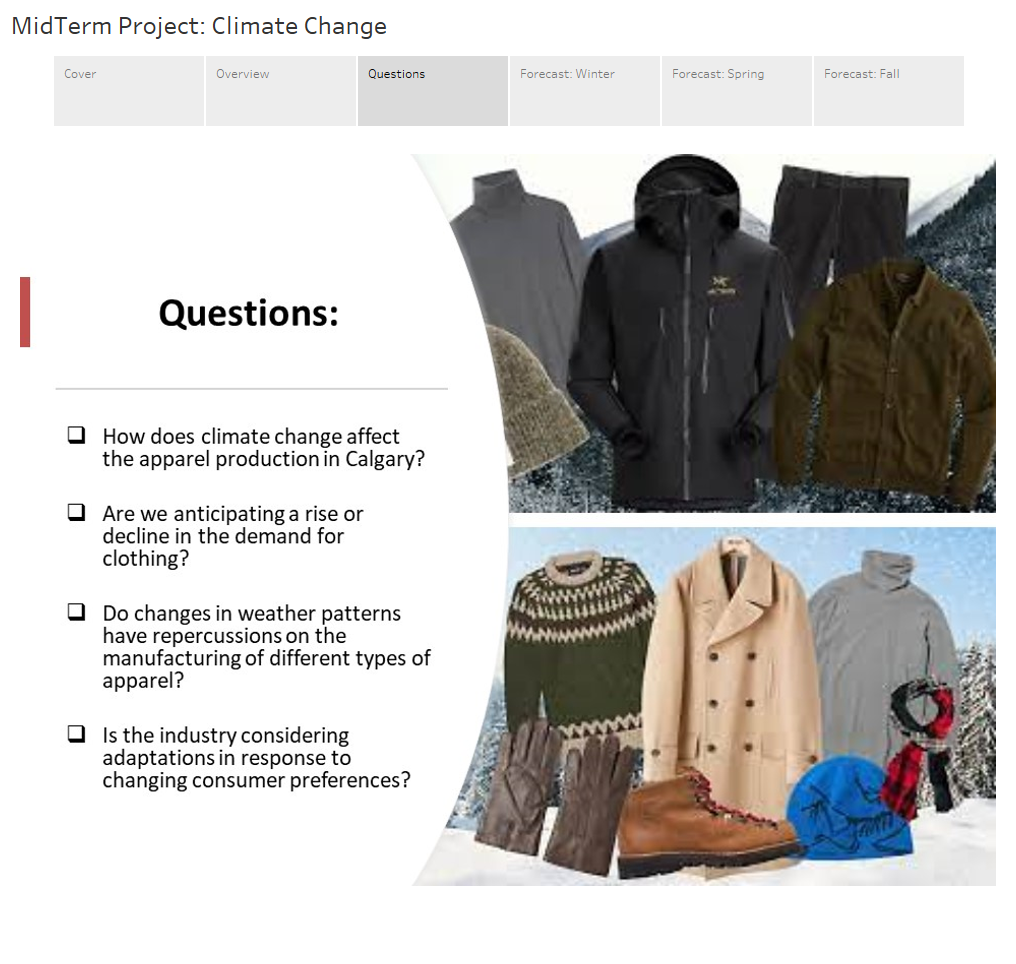 MidTerm Project: Climate Change
Cover
Overview
Questions
Forecast: Winter
Forecast: Spring
Forecast: Fall
Questions:
How does climate change affect
the apparel production in Calgary?
Are we anticipating a rise or
decline in the demand for
clothing?
Do changes in weather patterns
have repercussions on the
manufacturing of different types of
apparel?
Is the industry considering
adaptations in response to
changing consumer preferences?